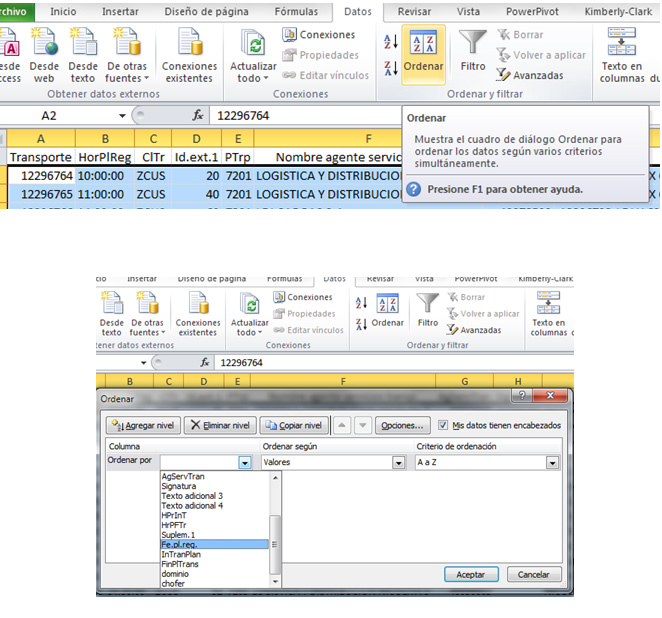 rchivo Inicio Insertar Diseño de página Fórmulas Datos Revisar Vista PowerPivot Kimberly-Clark
esde ccess
Desde web
Desde texto
De otras fuentes
Conexiones existentes
Actualizar todo
Conexiones
Propiedades
Editar vínculos
Ordenar
Filtro
Borrar
Volver a aplicar
Avanzadas
Texto en columnas
Obtener datos externos
Conexiones
Ordenar y filtrar
A2 fx 12296764
A B C D E F
Transporte HorPlReg ClTr Id.ext.1 PTrp Nombre agente servic
12296764 10:00:00 ZCUS 20 7201 LOGISTICA Y DISTRIBUCIO
12296765 11:00:00 ZCUS 40 7201 LOGISTICA Y DISTRIBUCIO
Ordenar
Muestra el cuadro de diálogo Ordenar para
ordenar los datos según varios criterios
simultáneamente.
Presione F1 para obtener ayuda.
cio Insertar Diseño de página Fórmulas Datos Revisar Vista PowerPivot Kimberly-Clark
Desde texto
De otras fuentes
Conexiones existentes
Actualizar todo
Conexiones
Propiedades
Editar vínculos
Ordenar
Filtro
Borrar
Volver a aplicar
Avanzadas
Texto en columnas
tener datos externos
Conexiones
Ordenar y filtrar
fx 12296764
B C D E F G H
Ordenar
Agregar nivel Eliminar nivel Copiar nivel Opciones... Mis datos tienen encabezados
Columna Ordenar según Criterio de ordenación
Ordenar por Valores A a Z
AgServTran
Signatura
Texto adicional 3
Texto adicional 4
HPrInT
HrPFTr
Suplem.1
Fe.pl.reg.
InTranPlan
FinPlTrans
dominio
chofer
Aceptar Cancelar